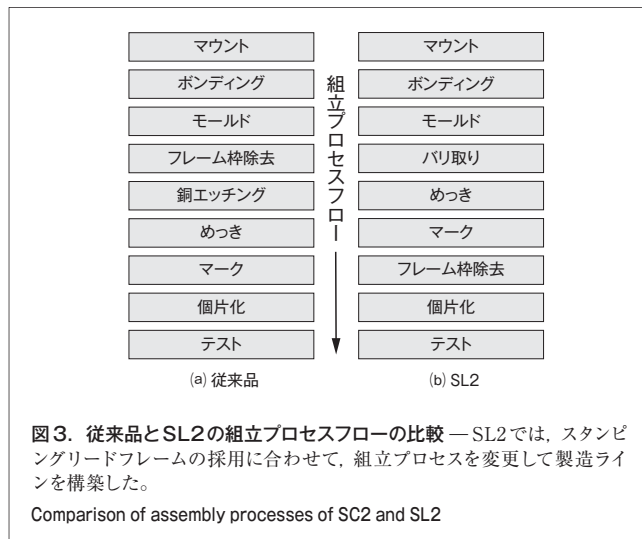 マウント
ボンディング
モールド
フレーム枠除去
銅エッチング
めっき
マーク
個片化
テスト
(a) 従来品
組立プロセスフロー
マウント
ボンディング
モールド
バリ取り
めっき
マーク
フレーム枠除去
個片化
テスト
(b) SL2
図3. 従来品とSL2の組立プロセスフローの比較 — SL2では, スタンピ
ングリードフレームの採用に合わせて, 組立プロセスを変更して製造ライ
ンを構築した。
Comparison of assembly processes of SC2 and SL2